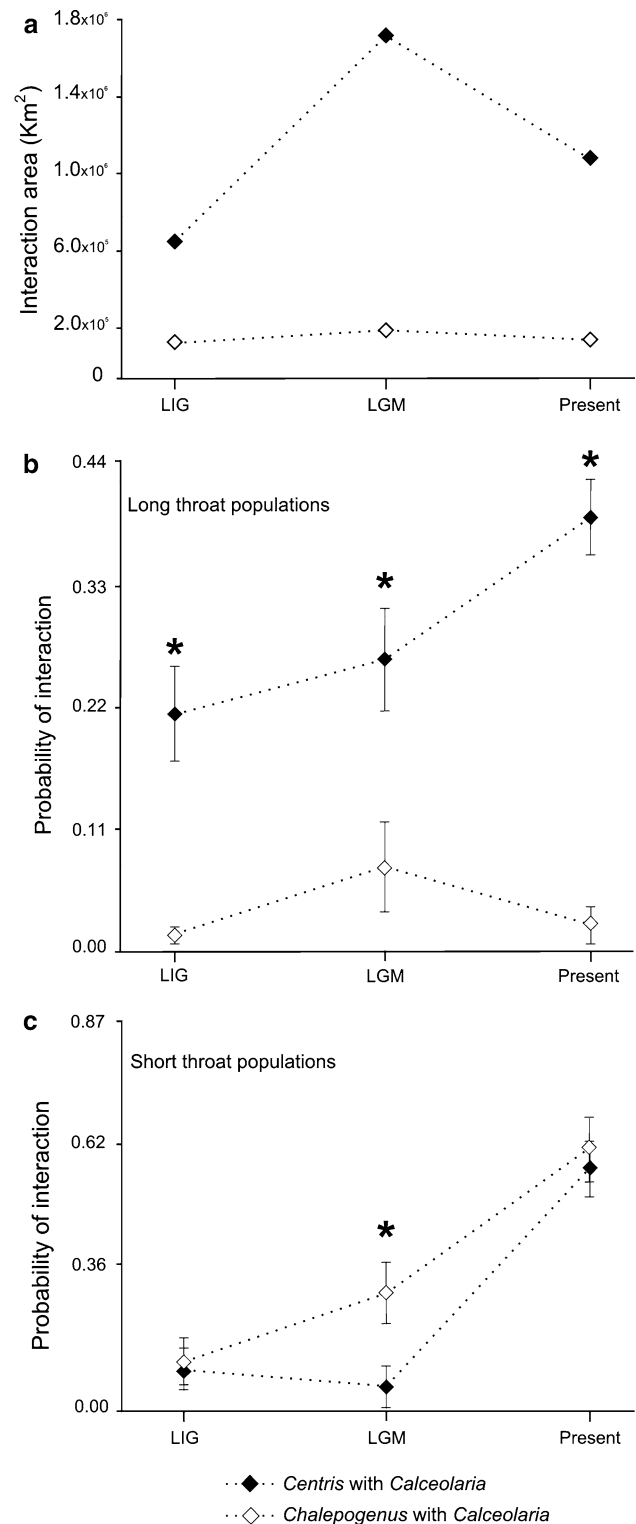 a
1.8x10⁶
1.4x10⁶
1.0x10⁶
6.0x10⁵
2.0x10⁵
0
Interaction area (Km²)
LIG LGM Present
b
0.44
Long throat populations
0.33
0.22
0.11
0.00
Probability of interaction
* * *
LIG LGM Present
c
0.87
Short throat populations
0.62
0.36
0.00
Probability of interaction
*
LIG LGM Present
Centris with Calceolaria
Chalepogenus with Calceolaria